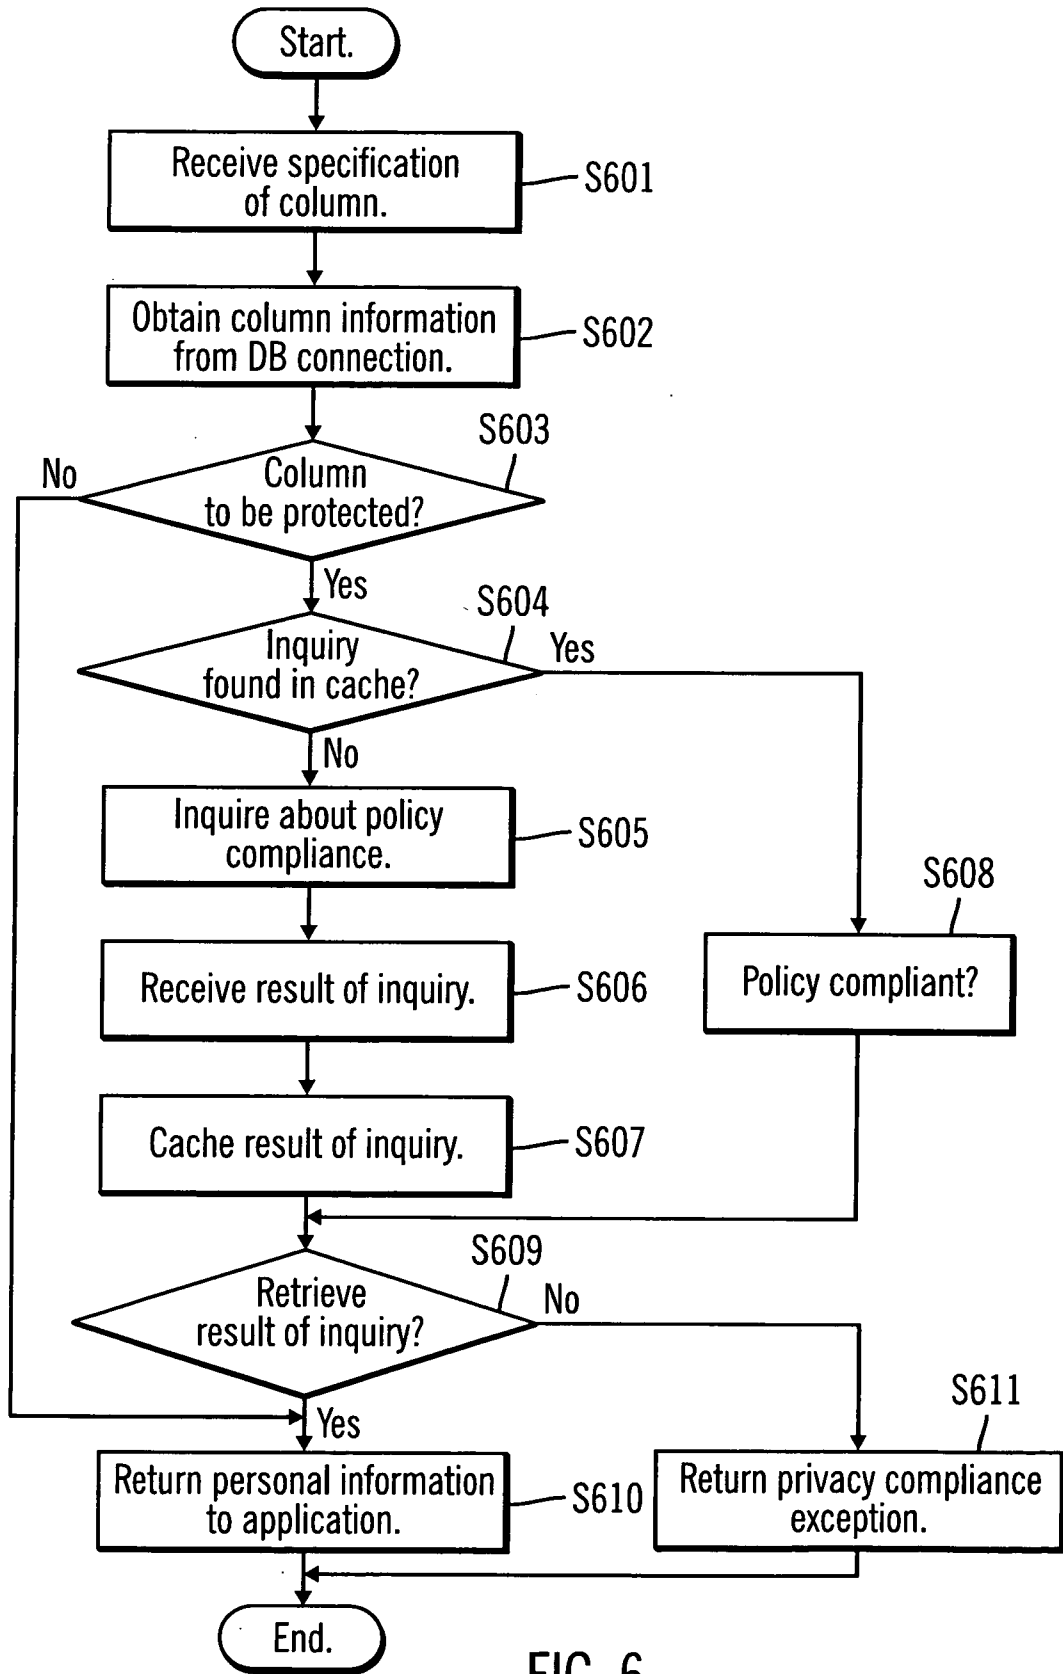 Start.
Receive specification
of column.
S601
Obtain column information
from DB connection.
S602
S603
No
Column
to be protected?
Yes
S604
Inquiry
found in cache?
Yes
No
Inquire about policy
compliance.
S605
S608
Receive result of inquiry.
S606
Policy compliant?
Cache result of inquiry.
S607
S609
Retrieve
result of inquiry?
No
S611
Yes
Return personal information
to application.
S610
Return privacy compliance
exception.
End.
FIG. 6